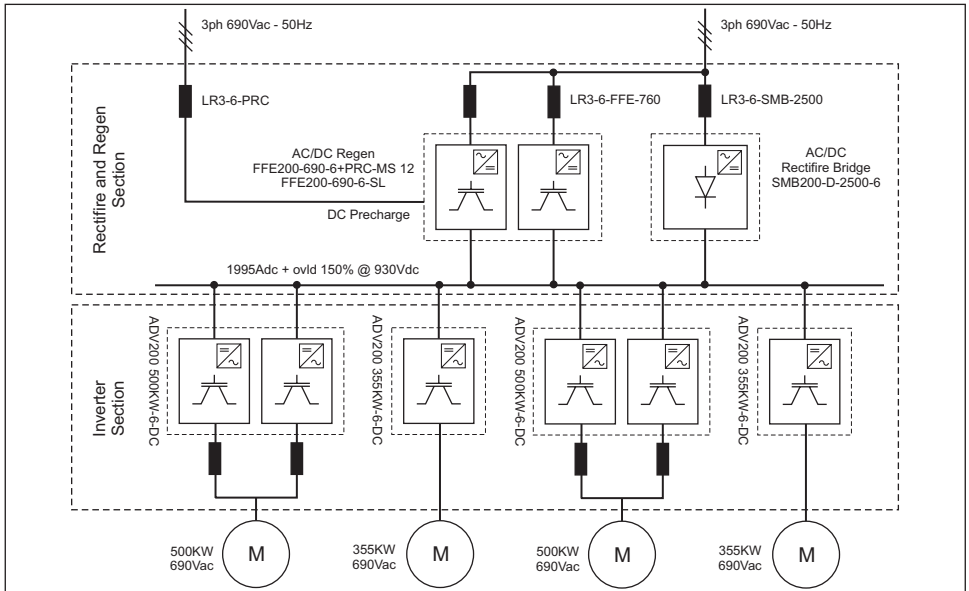 3ph 690Vac - 50Hz
3ph 690Vac - 50Hz
Rectifire and Regen
Section
LR3-6-PRC
LR3-6-FFE-760
LR3-6-SMB-2500
AC/DC Regen
FFE200-690-6+PRC-MS 12
FFE200-690-6-SL
DC Precharge
AC/DC
Rectifire Bridge
SMB200-D-2500-6
1995Adc + ovld 150% @ 930Vdc
Inverter
Section
ADV200 500KW-6-DC
ADV200 355KW-6-DC
ADV200 500KW-6-DC
ADV200 355KW-6-DC
500KW
690Vac
M
355KW
690Vac
M
500KW
690Vac
M
355KW
690Vac
M